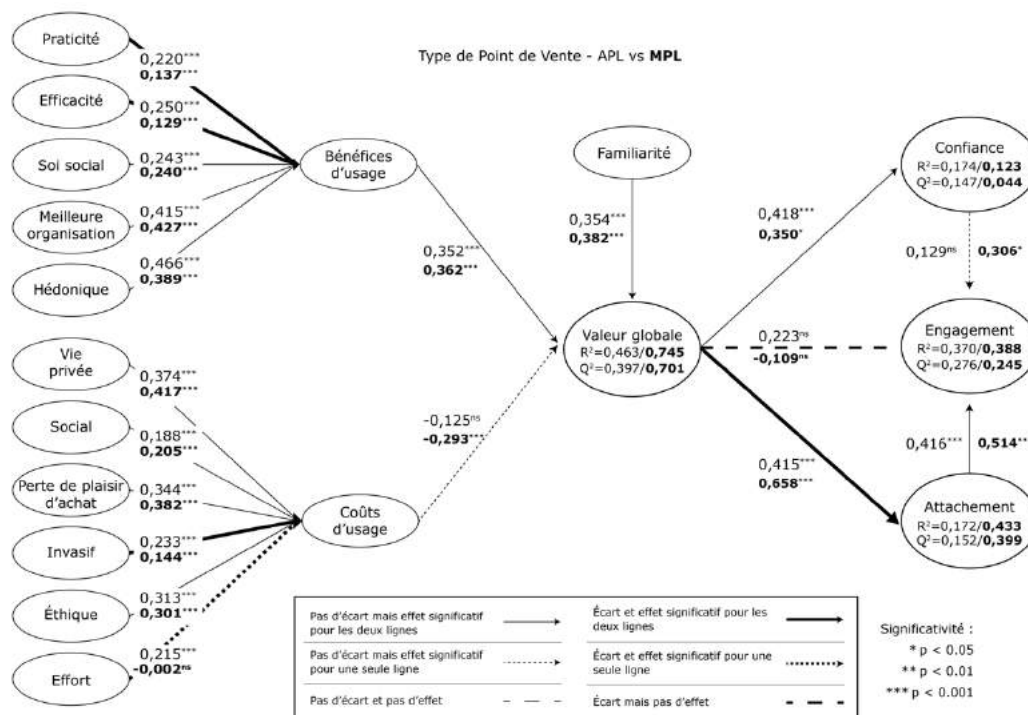 Type de Point de Vente - APL vs MPL
Praticité
0,220***
0,137***
Efficacité
0,250***
0,129***
Soi social
0,243***
0,240***
Meilleure
organisation
0,415***
0,427***
Hédonique
0,466***
0,389***
Bénéfices
d'usage
0,352***
0,362***
Familiarité
0,354***
0,382***
Vie
privée
0,374***
0,417***
Social
0,188***
0,205***
Perte de plaisir
d'achat
0,344***
0,382***
Invasif
0,233***
0,144***
Éthique
0,313***
0,301***
Effort
0,215***
-0,002ns
Coûts
d'usage
-0,125ns
-0,293***
Valeur globale
R²=0,463/0,745
Q²=0,397/0,701
0,418***
0,350*
0,223ns
-0,109ns
0,415***
0,658***
Confiance
R²=0,174/0,123
Q²=0,147/0,044
0,129ns 0,306*
Engagement
R²=0,370/0,388
Q²=0,276/0,245
0,416*** 0,514**
Attachement
R²=0,172/0,433
Q²=0,152/0,399
Pas d'écart mais effet significatif
pour les deux lignes
Écart et effet significatif pour les
deux lignes
Pas d'écart mais effet significatif
pour une seule ligne
Écart et effet significatif pour une
seule ligne
Pas d'écart et pas d'effet
Écart mais pas d'effet
Significativité :
* p < 0.05
** p < 0.01
*** p < 0.001